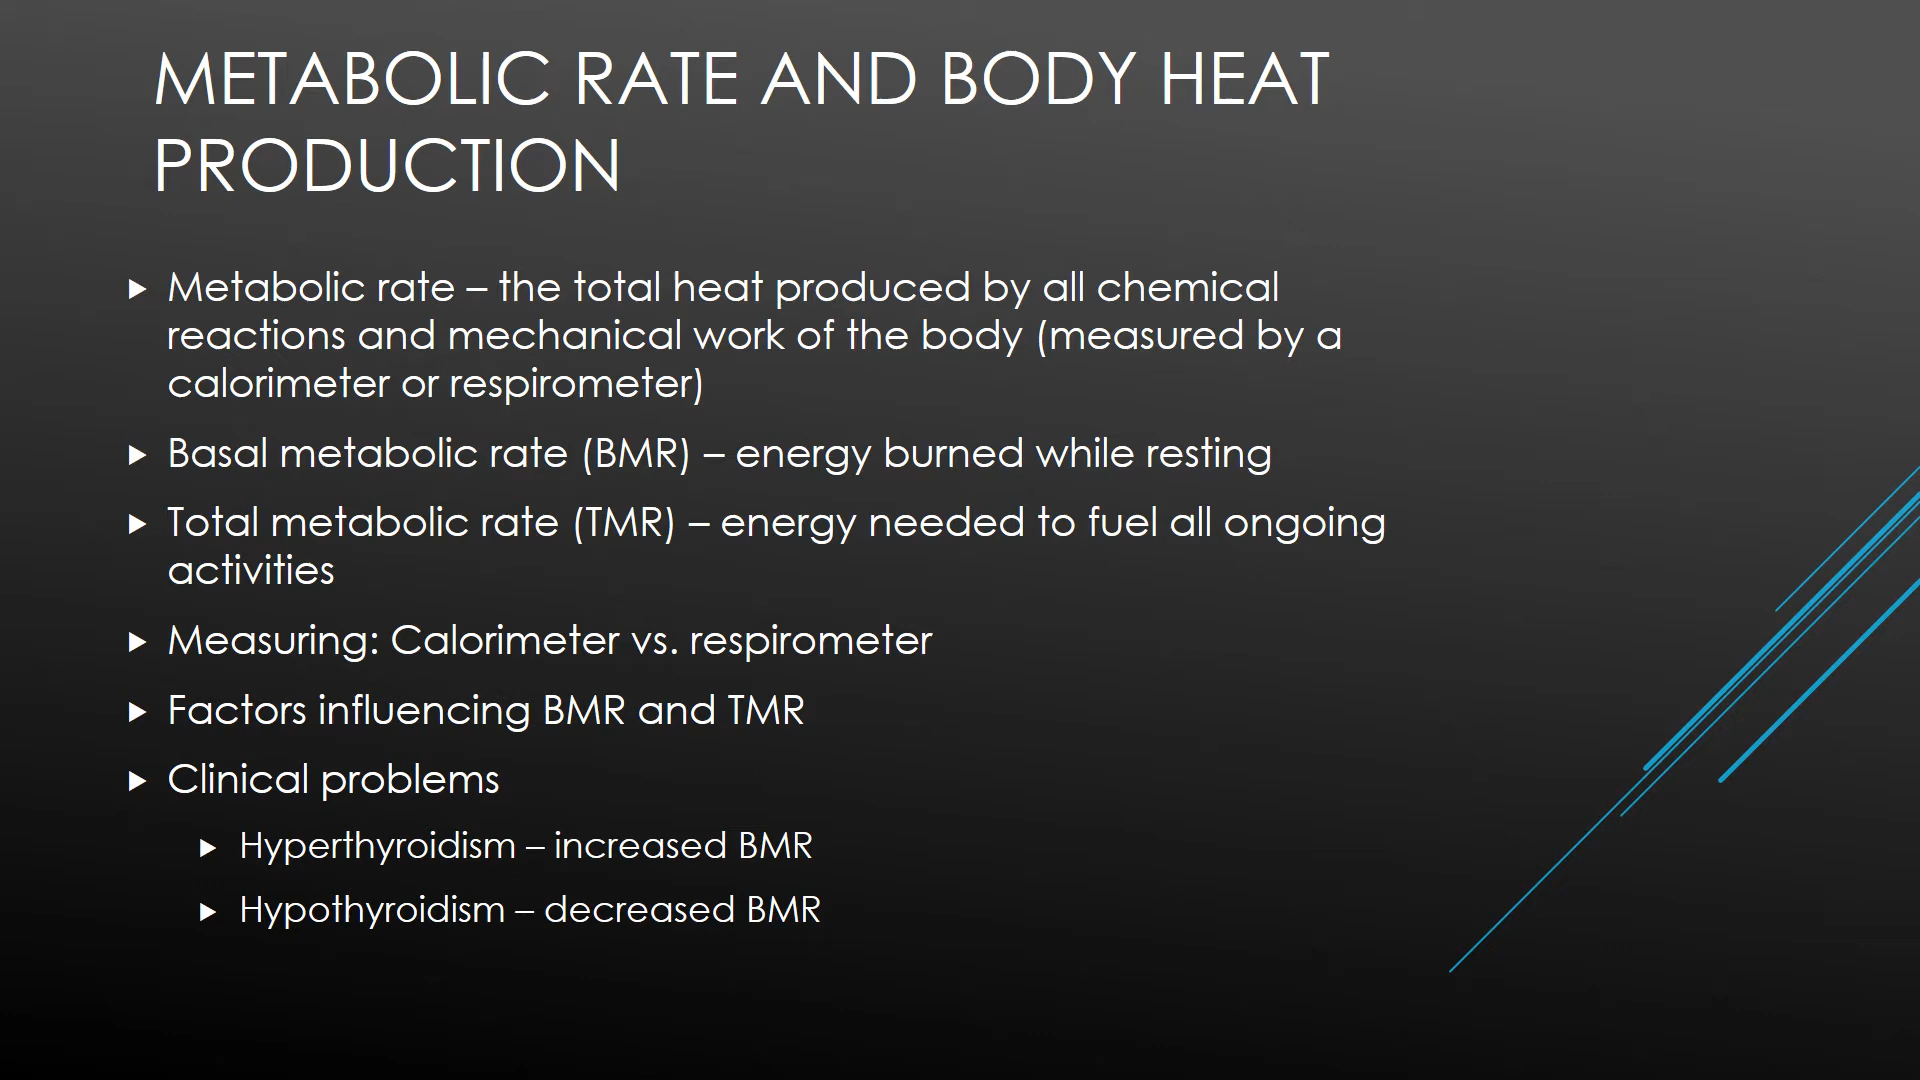 METABOLIC RATE AND BODY HEAT
PRODUCTION
Metabolic rate – the total heat produced by all chemical
reactions and mechanical work of the body (measured by a
calorimeter or respirometer)
Basal metabolic rate (BMR) – energy burned while resting
Total metabolic rate (TMR) – energy needed to fuel all ongoing
activities
Measuring: Calorimeter vs. respirometer
Factors influencing BMR and TMR
Clinical problems
Hyperthyroidism – increased BMR
Hypothyroidism – decreased BMR